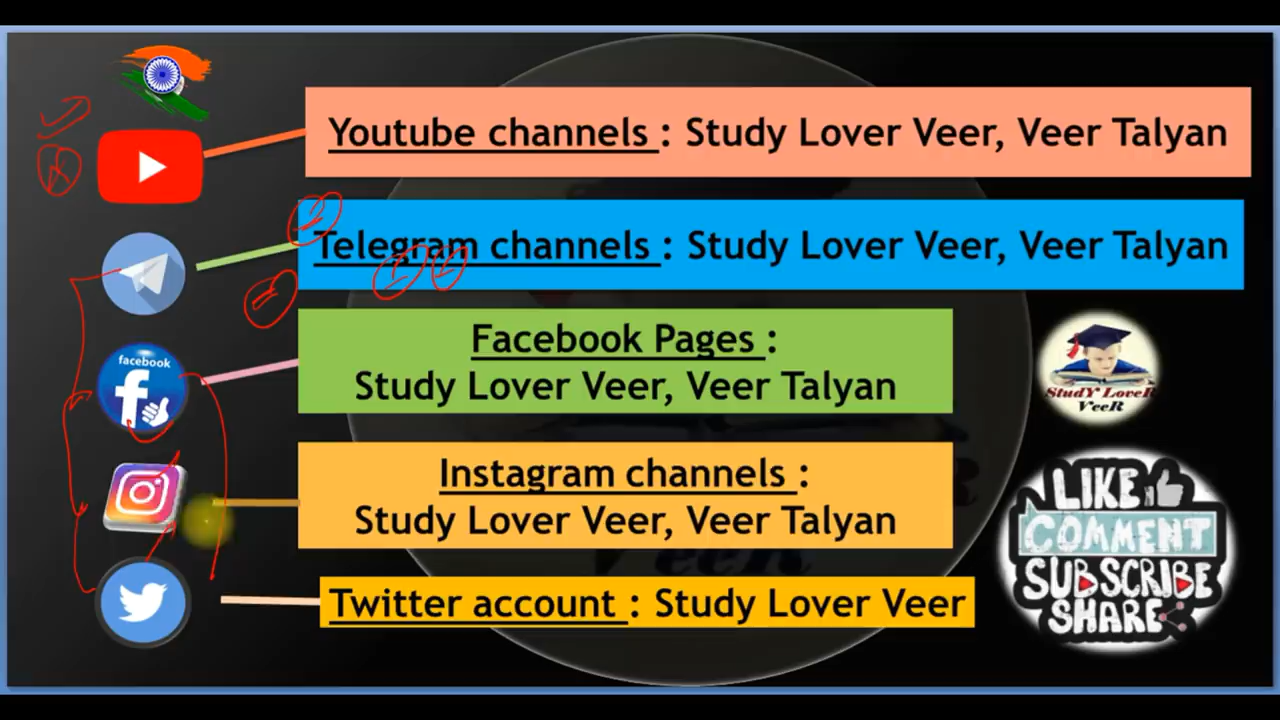 Youtube channels : Study Lover Veer, Veer Talyan
Telegram channels : Study Lover Veer, Veer Talyan
facebook
Facebook Pages :
Study Lover Veer, Veer Talyan
StudY LoveR
VeeR
Instagram channels :
Study Lover Veer, Veer Talyan
LIKE
COMMENT
SUBSCRIBE
SHARE
Twitter account : Study Lover Veer